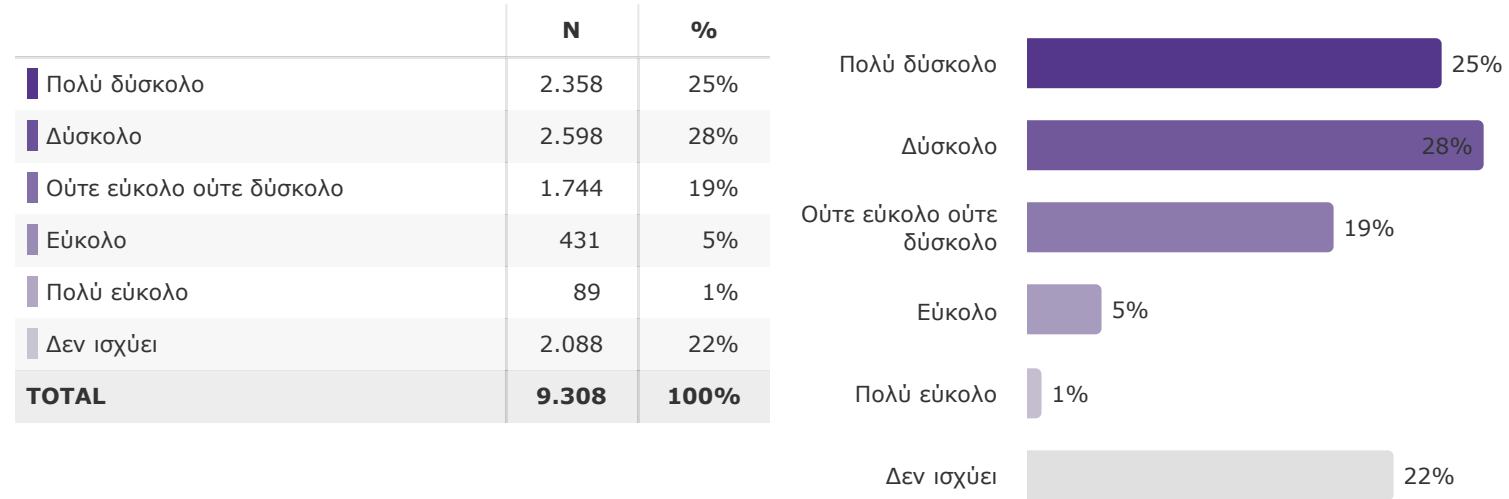 N %
Πολύ δύσκολο 2.358 25%
Δύσκολο 2.598 28%
Ούτε εύκολο ούτε δύσκολο 1.744 19%
Εύκολο 431 5%
Πολύ εύκολο 89 1%
Δεν ισχύει 2.088 22%
TOTAL 9.308 100%
Πολύ δύσκολο 25%
Δύσκολο 28%
Ούτε εύκολο ούτε
δύσκολο 19%
Εύκολο 5%
Πολύ εύκολο 1%
Δεν ισχύει 22%